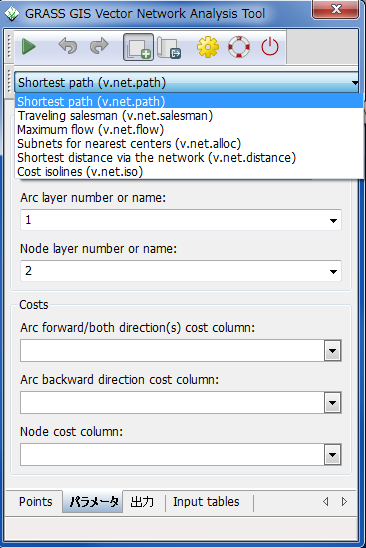 GRASS GIS Vector Network Analysis Tool
Shortest path (v.net.path)
Shortest path (v.net.path)
Traveling salesman (v.net.salesman)
Maximum flow (v.net.flow)
Subnets for nearest centers (v.net.alloc)
Shortest distance via the network (v.net.distance)
Cost isolines (v.net.iso)
Arc layer number or name:
1
Node layer number or name:
2
Costs
Arc forward/both direction(s) cost column:
Arc backward direction cost column:
Node cost column:
Points パラメータ 出力 Input tables